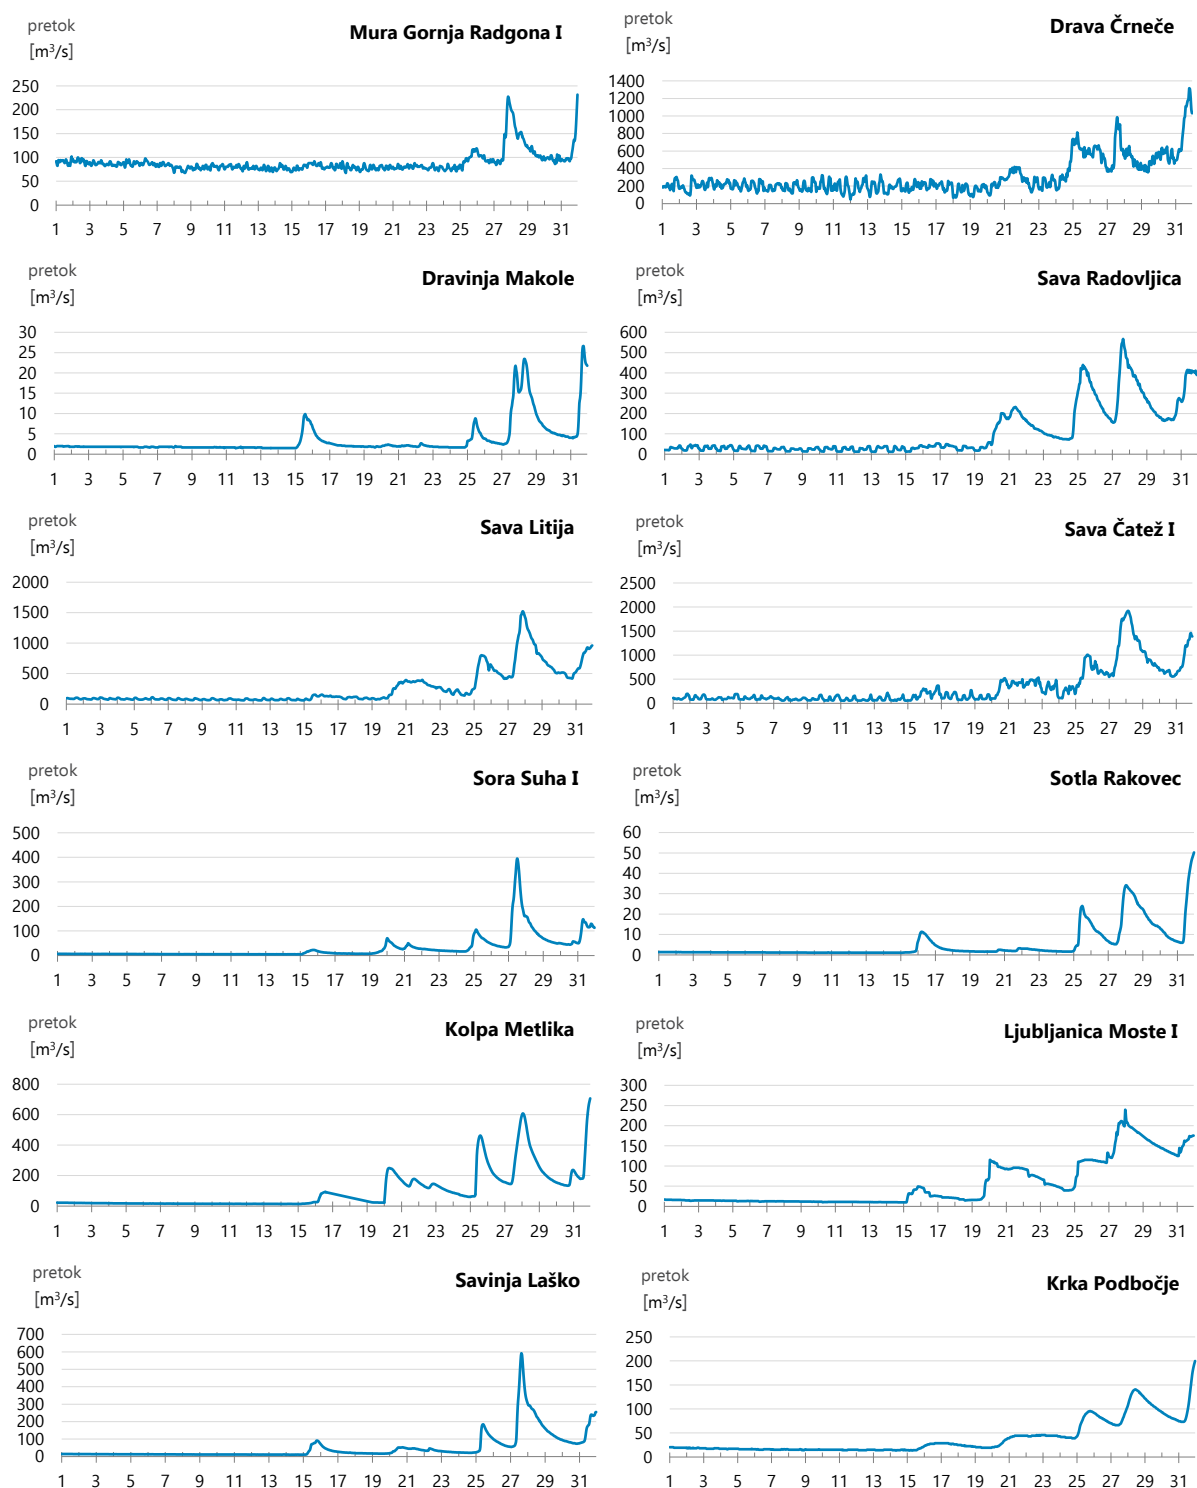 pretok
[m³/s]
Mura Gornja Radgona I
250
200
150
100
50
0
1 3 5 7 9 11 13 15 17 19 21 23 25 27 29 31
pretok
[m³/s]
Drava Črneče
1400
1200
1000
800
600
400
200
0
1 3 5 7 9 11 13 15 17 19 21 23 25 27 29 31
pretok
[m³/s]
Dravinja Makole
30
25
20
15
10
5
0
1 3 5 7 9 11 13 15 17 19 21 23 25 27 29 31
pretok
[m³/s]
Sava Radovljica
600
500
400
300
200
100
0
1 3 5 7 9 11 13 15 17 19 21 23 25 27 29 31
pretok
[m³/s]
Sava Litija
2000
1500
1000
500
0
1 3 5 7 9 11 13 15 17 19 21 23 25 27 29 31
pretok
[m³/s]
Sava Čatež I
2500
2000
1500
1000
500
0
1 3 5 7 9 11 13 15 17 19 21 23 25 27 29 31
pretok
[m³/s]
Sora Suha I
500
400
300
200
100
0
1 3 5 7 9 11 13 15 17 19 21 23 25 27 29 31
pretok
[m³/s]
Sotla Rakovec
60
50
40
30
20
10
0
1 3 5 7 9 11 13 15 17 19 21 23 25 27 29 31
pretok
[m³/s]
Kolpa Metlika
800
600
400
200
0
1 3 5 7 9 11 13 15 17 19 21 23 25 27 29 31
pretok
[m³/s]
Ljubljanica Moste I
300
250
200
150
100
50
0
1 3 5 7 9 11 13 15 17 19 21 23 25 27 29 31
pretok
[m³/s]
Savinja Laško
700
600
500
400
300
200
100
0
1 3 5 7 9 11 13 15 17 19 21 23 25 27 29 31
pretok
[m³/s]
Krka Podbočje
250
200
150
100
50
0
1 3 5 7 9 11 13 15 17 19 21 23 25 27 29 31